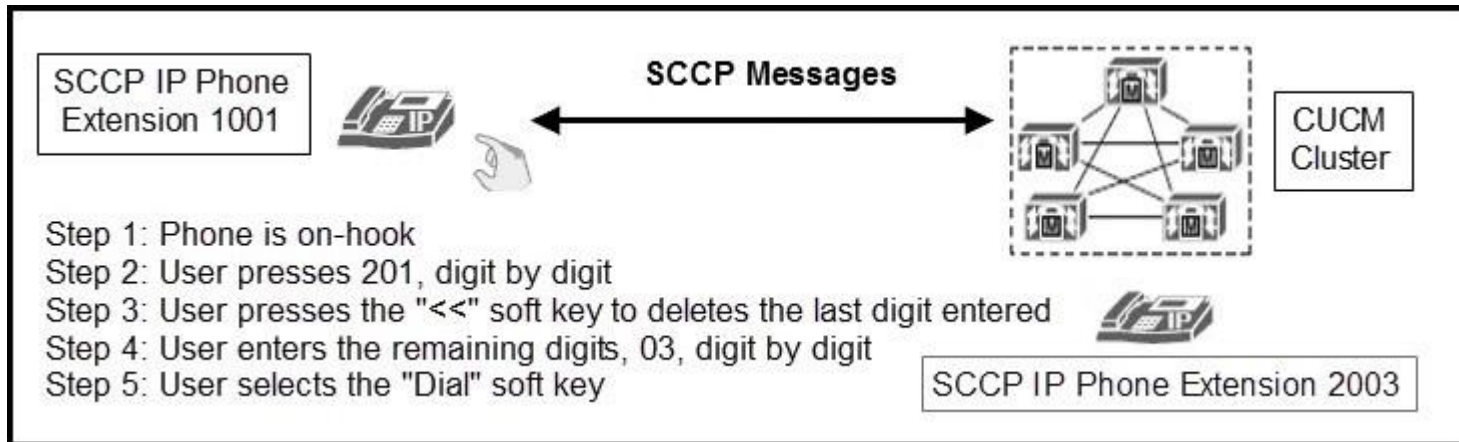 SCCP IP Phone
Extension 1001
IP
SCCP Messages
M
M
M
M
M
CUCM
Cluster
Step 1: Phone is on-hook
Step 2: User presses 201, digit by digit
Step 3: User presses the "<<" soft key to deletes the last digit entered
Step 4: User enters the remaining digits, 03, digit by digit
Step 5: User selects the "Dial" soft key
IP
SCCP IP Phone Extension 2003